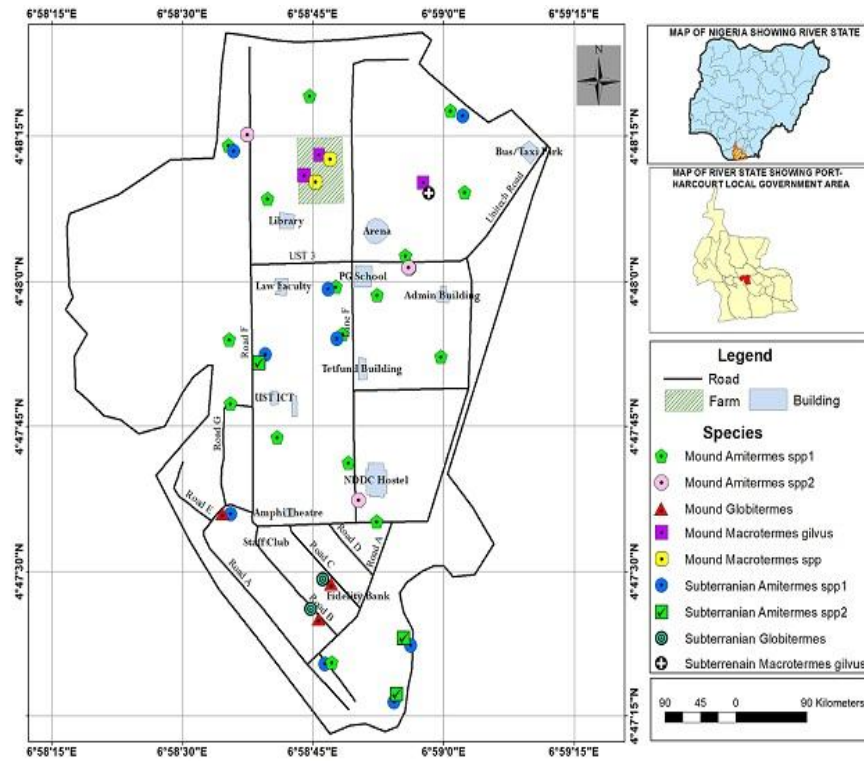 6°58'15"E 6°58'30"E 6°58'45"E 6°59'0"E 6°59'15"E
N
4°48'15"N
4°48'0"N
4°47'45"N
4°47'30"N
4°47'15"N
Bus/Taxi Park
Unitech Road
Library
Arena
UST 3
PG School
Law Faculty
Admin Building
Road F
Tetfund Building
UST ICT
Road G
NDDC Hostel
Road E
AmphiTheatre
Staff Club
Road D
Road C
Road A
Road A
Fidelity Bank
Road B
4°48'15"N
4°48'0"N
4°47'45"N
4°47'30"N
4°47'15"N
6°58'15"E 6°58'30"E 6°58'45"E 6°59'0"E 6°59'15"E
MAP OF NIGERIA SHOWING RIVER STATE
MAP OF RIVER STATE SHOWING PORT-
HARCOURT LOCAL GOVERNMENT AREA
Legend
Road
Farm Building
Species
Mound Amitermes spp1
Mound Amitermes spp2
Mound Globitermes
Mound Macrotermes gilvus
Mound Macrotermes spp
Subterranian Amitermes spp1
Subterranian Amitermes spp2
Subterranian Globitermes
Subterrenain Macrotermes gilvus
90 45 0 90 Kilometers